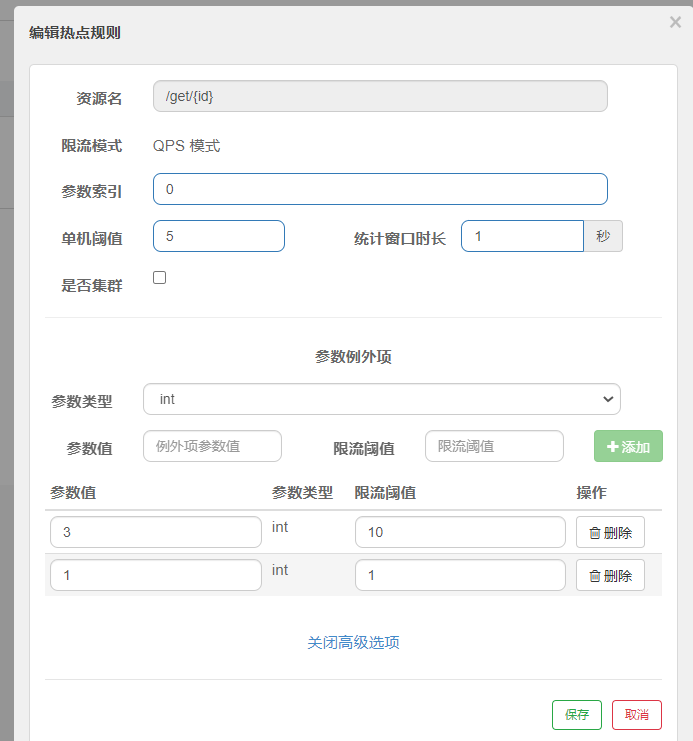 编辑热点规则 ×
资源名 /get/{id}
限流模式 QPS 模式
参数索引 0
单机阈值 5 统计窗口时长 1 秒
是否集群
参数例外项
参数类型 int
参数值 例外项参数值 限流阈值 限流阈值 添加
参数值 参数类型 限流阈值 操作
3 int 10 删除
1 int 1 删除
关闭高级选项
保存 取消